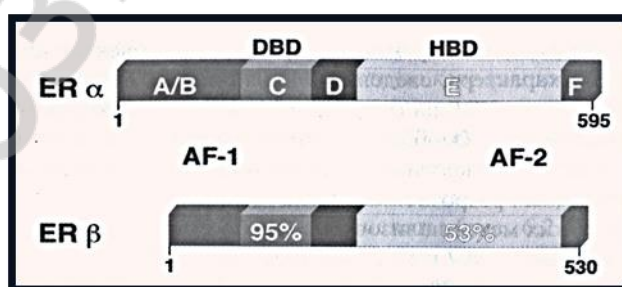 DBD HBD
ER α A/B C D E F
1 595
AF-1 AF-2
ER β 95% 53%
1 530